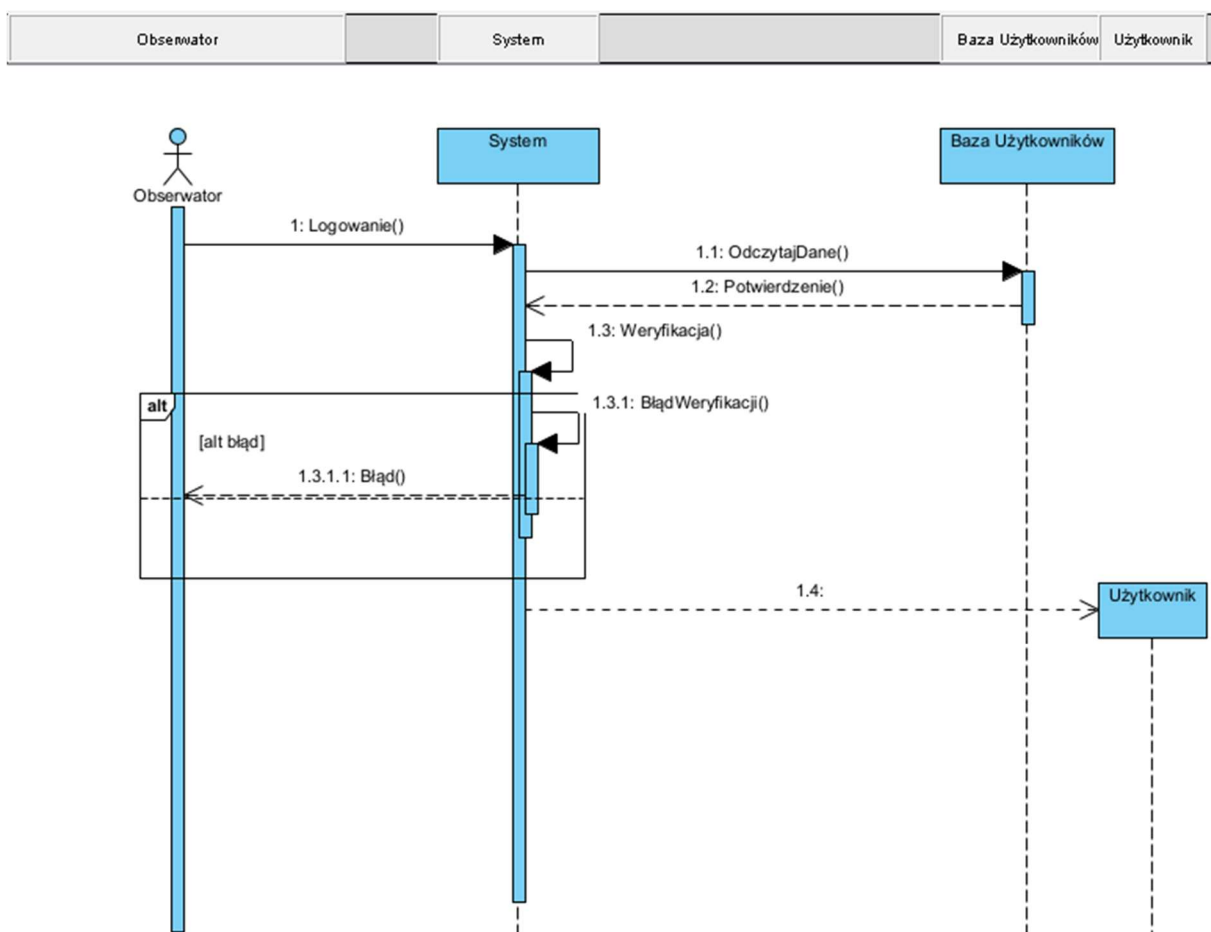 Obserwator
System
Baza Użytkowników
Użytkownik
System
Baza Użytkowników
Obserwator
1: Logowanie()
1.1: OdczytajDane()
1.2: Potwierdzenie()
1.3: Weryfikacja()
alt
1.3.1: BłądWeryfikacji()
[alt błąd]
1.3.1.1: Błąd()
1.4:
Użytkownik